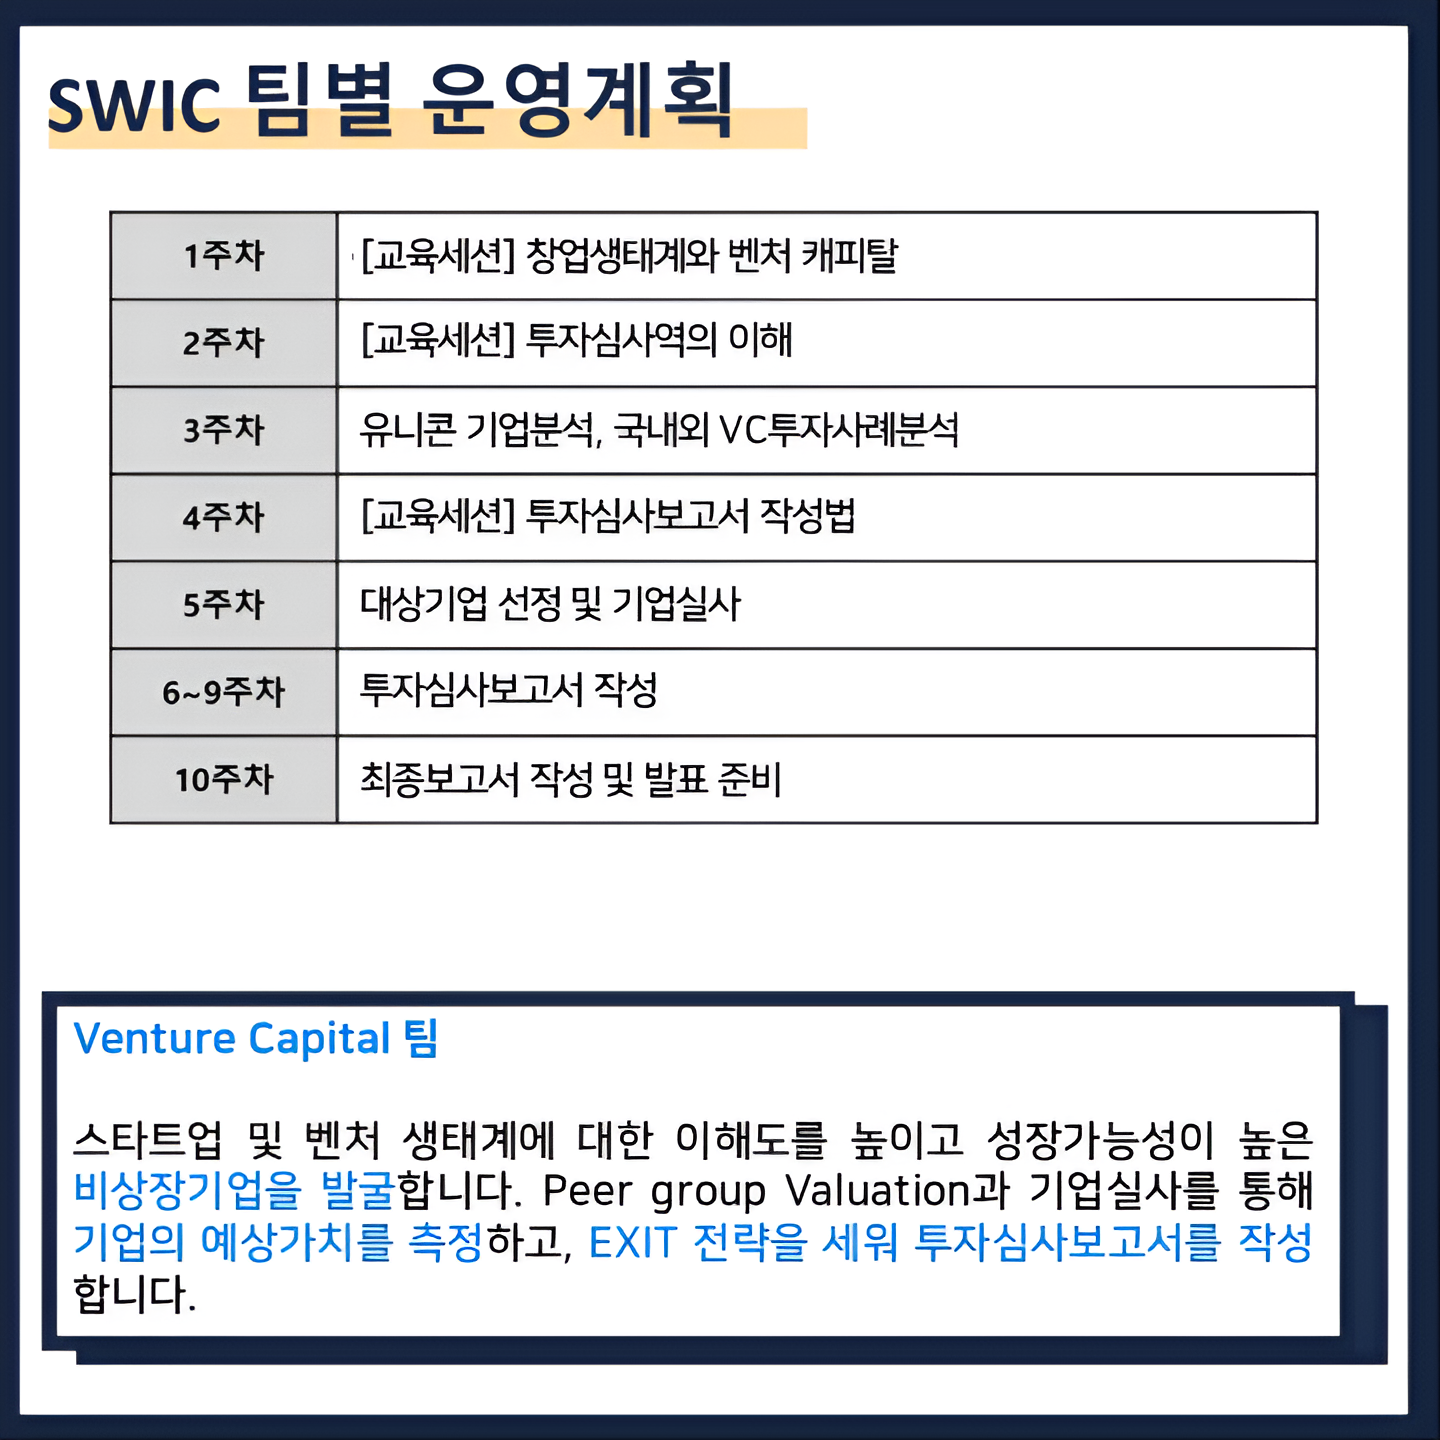 SWIC 팀별 운영계획
1주차 [교육세션] 창업생태계와 벤처 캐피탈
2주차 [교육세션] 투자심사역의 이해
3주차 유니콘 기업분석, 국내외 VC투자사례분석
4주차 [교육세션] 투자심사보고서 작성법
5주차 대상기업 선정 및 기업실사
6~9주차 투자심사보고서 작성
10주차 최종보고서 작성 및 발표 준비
Venture Capital 팀
스타트업 및 벤처 생태계에 대한 이해도를 높이고 성장가능성이 높은
비상장기업을 발굴합니다. Peer group Valuation과 기업실사를 통해
기업의 예상가치를 측정하고, EXIT 전략을 세워 투자심사보고서를 작성
합니다.